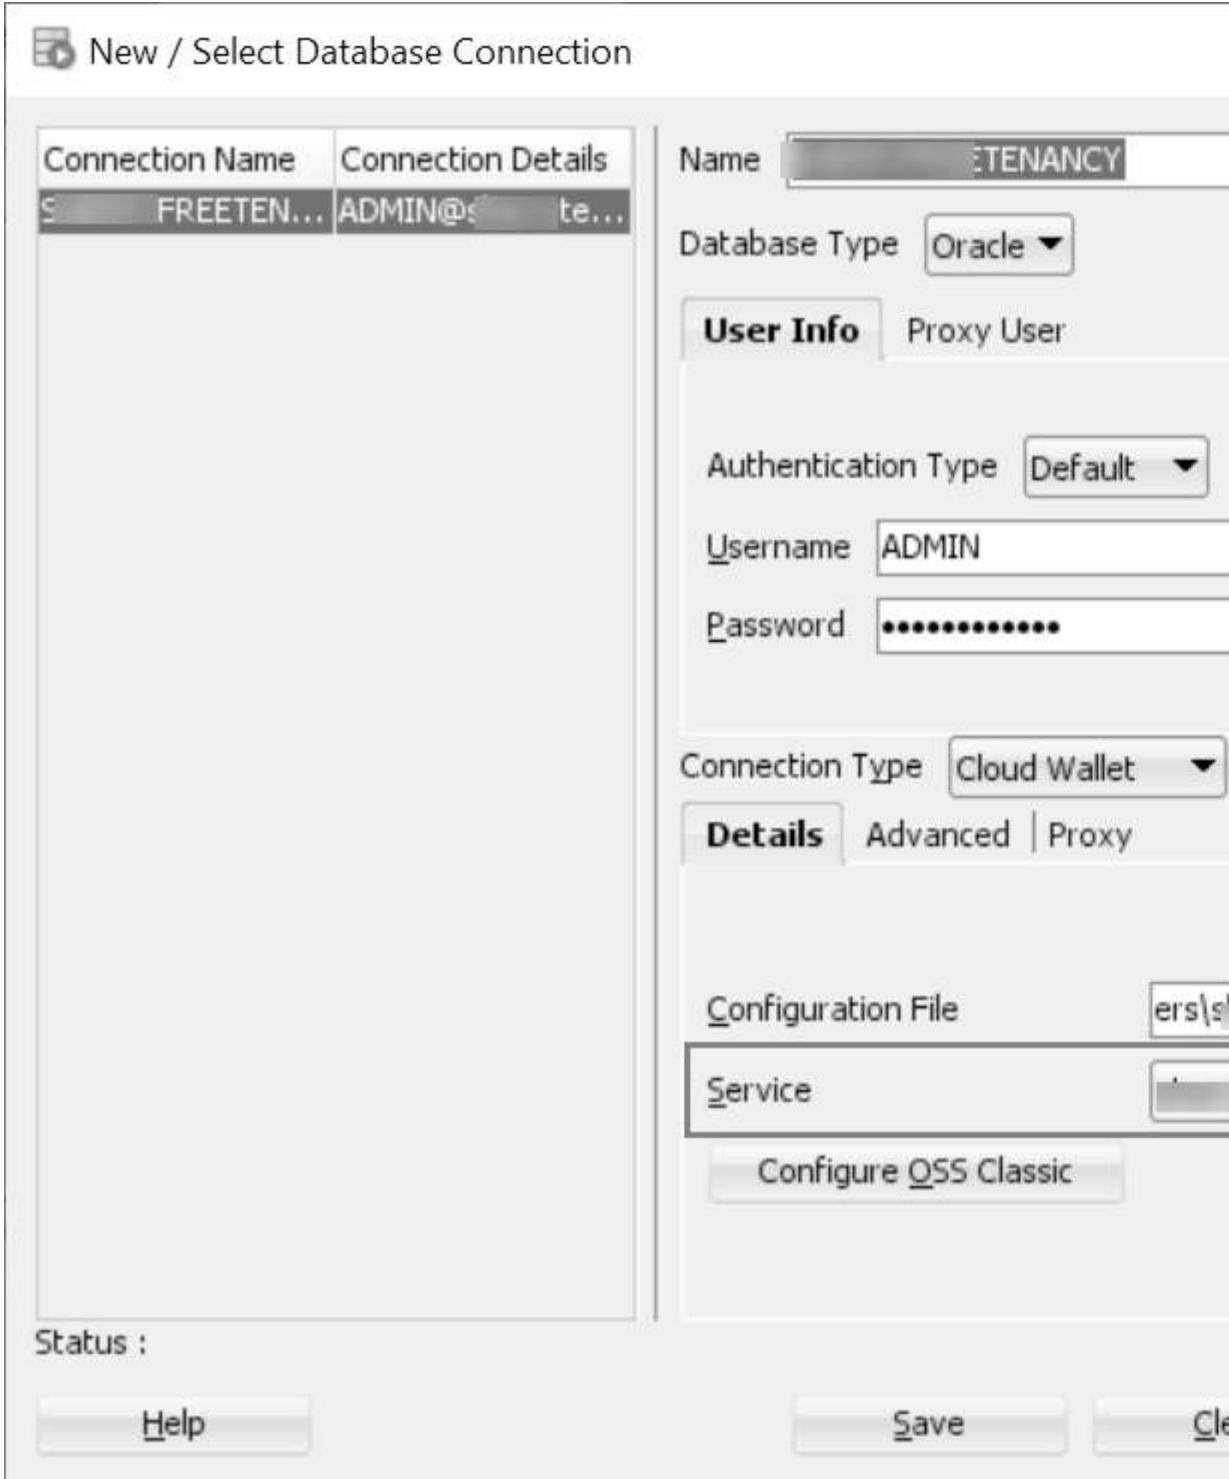 New / Select Database Connection
Connection Name Connection Details
S FREETEN... ADMIN@s te...
Name ETENANCY
Database Type Oracle
User Info Proxy User
Authentication Type Default
Username ADMIN
Password ••••••••••••
Connection Type Cloud Wallet
Details Advanced Proxy
Configuration File ers\s
Service
Configure OSS Classic
Status :
Help Save Cle